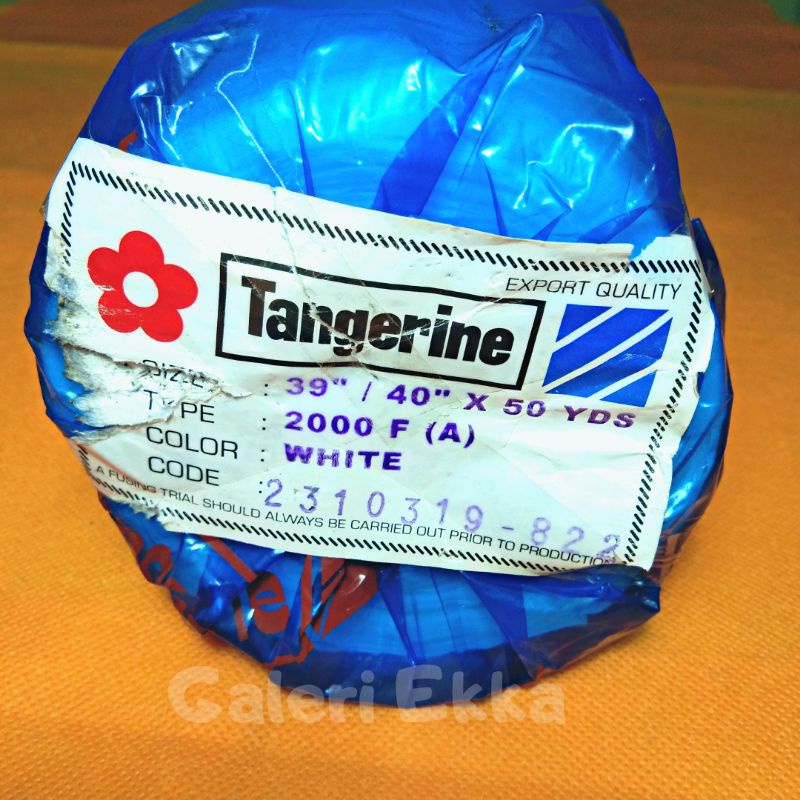 EXPORT QUALITY
Tangerine
SIZE : 39" / 40" X 50 YDS
TYPE : 2000 F (A)
COLOR : WHITE
CODE : 2310319-822
A FUSING TRIAL SHOULD ALWAYS BE CARRIED OUT PRIOR TO PRODUCTION
Galeri Ekka